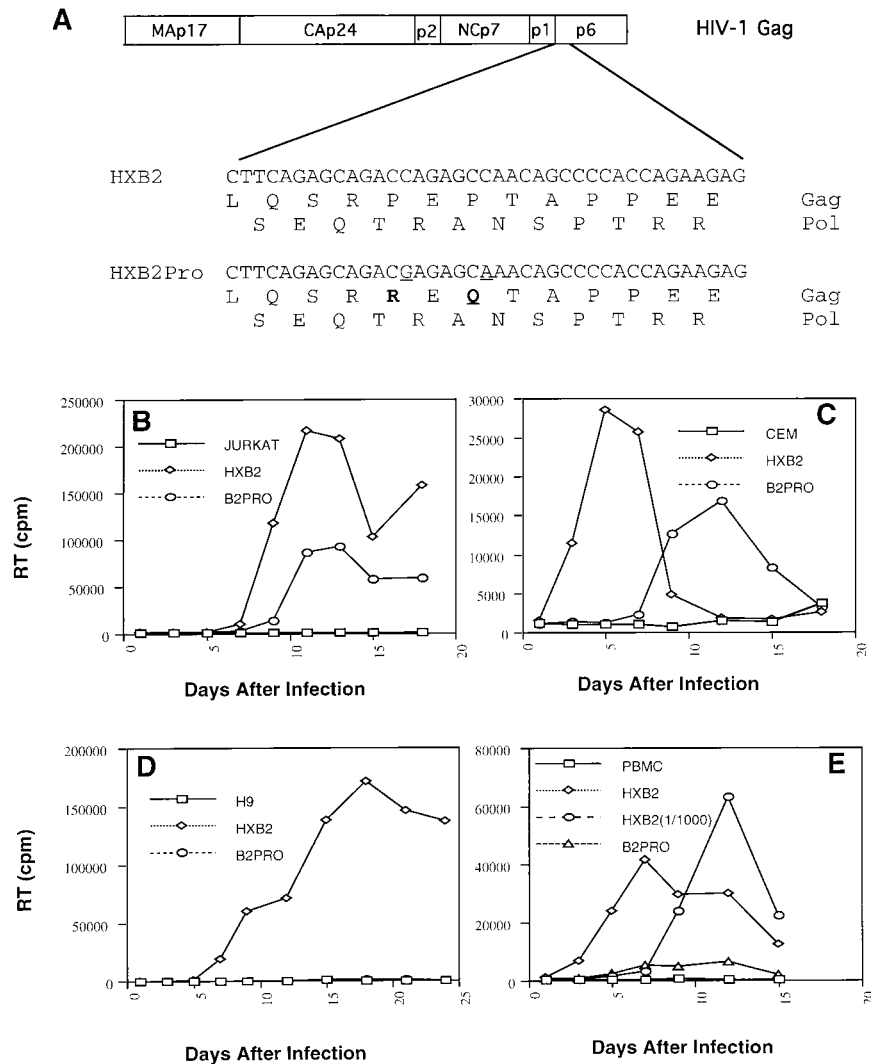 A
MAp17 CAp24 p2 NCp7 p1 p6 HIV-1 Gag
HXB2 CTTCAGAGCAGACCAGAGCCAACAGCCCCACCAGAAGAG
L Q S R P E P T A P P E E Gag
S E Q T R A N S P T R R Pol
HXB2Pro CTTCAGAGCAGACGAGAGCAAACAGCCCCACCAGAAGAG
L Q S R R E Q T A P P E E Gag
S E Q T R A N S P T R R Pol
B
RT (cpm)
250000
200000
150000
100000
50000
0
JURKAT
HXB2
B2PRO
0 5 10 15 20
Days After Infection
C
30000
25000
20000
15000
10000
5000
0
CEM
HXB2
B2PRO
0 5 10 15 20
Days After Infection
D
RT (cpm)
200000
150000
100000
50000
0
H9
HXB2
B2PRO
0 5 10 15 20 25
Days After Infection
E
80000
60000
40000
20000
0
PBMC
HXB2
HXB2(1/1000)
B2PRO
0 5 10 15 20
Days After Infection